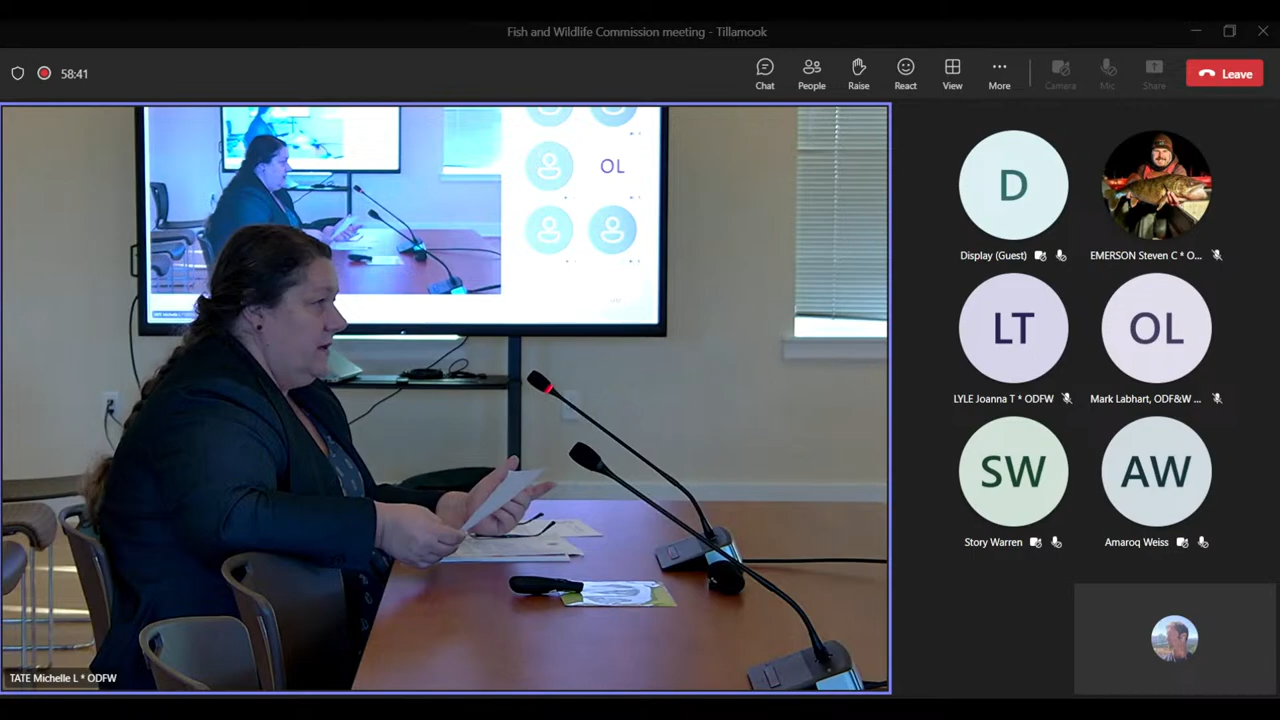 Fish and Wildlife Commission meeting - Tillamook
58:41
Chat
People
Raise
React
View
More
Camera
Mic
Share
Leave
OL
D
Display (Guest)
EMERSON Steven C * O...
LT
LYLE Joanna T * ODFW
OL
Mark Labhart, ODF&W ...
SW
Story Warren
AW
Amaroq Weiss
TATE Michelle L * ODFW